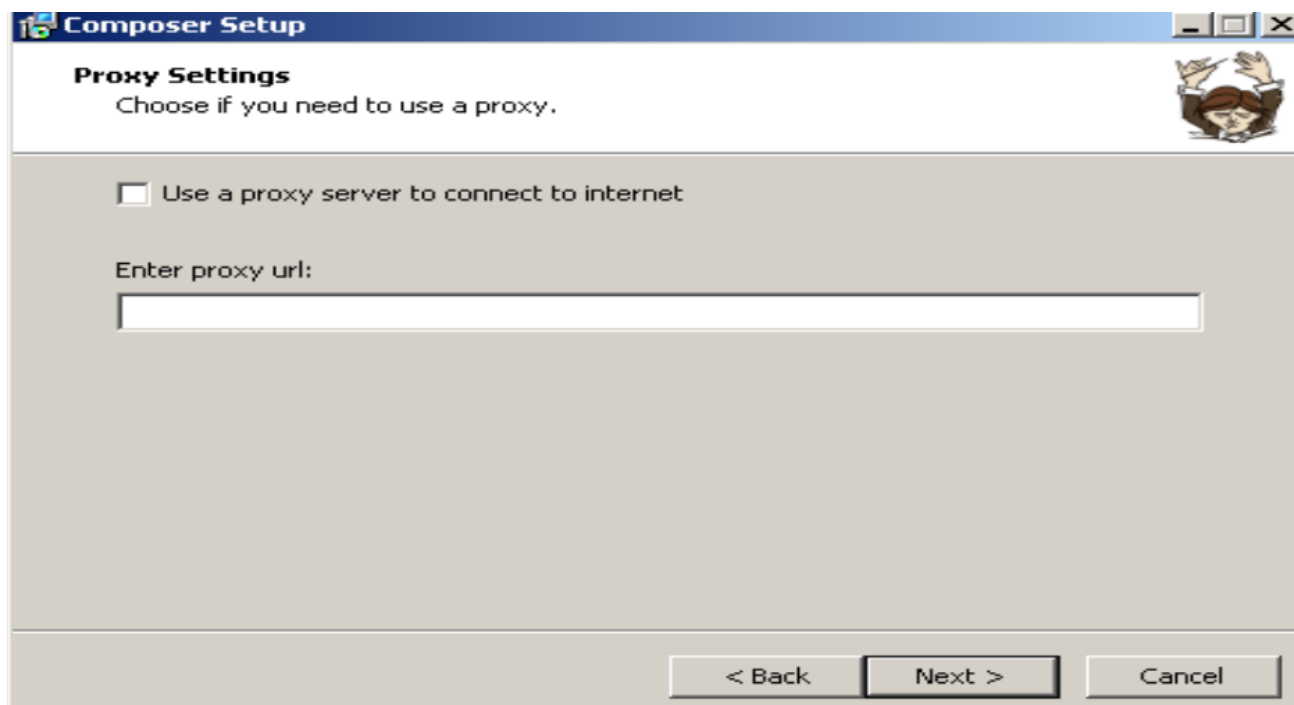 Composer Setup
Proxy Settings
Choose if you need to use a proxy.
Use a proxy server to connect to internet
Enter proxy url:
< Back
Next >
Cancel